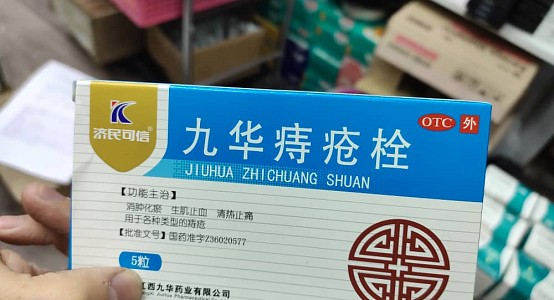 OTC 外
济民可信
九华痔疮栓
JIUHUA ZHICHUANG SHUAN
【功能主治】
消肿化瘀 生肌止血 清热止痛
用于各种类型的痔疮
【批准文号】国药准字Z36020577
5粒
江西九华药业有限公司